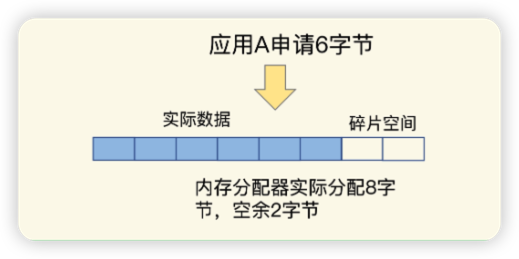 应用A申请6字节
实际数据
碎片空间
内存分配器实际分配8字
节，空余2字节